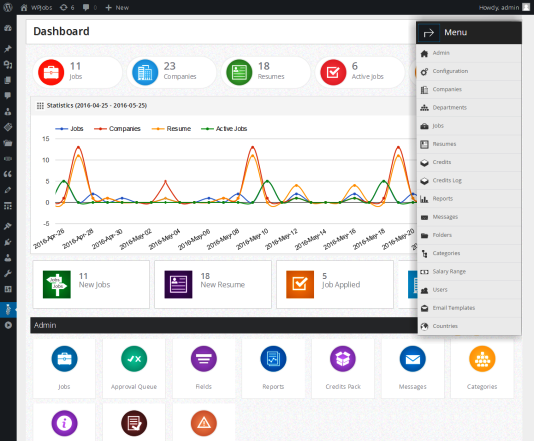 WPJobs 6 0 + New Howdy, admin
Dashboard
Menu
11
Jobs
23
Companies
18
Resumes
6
Active Jobs
Statistics (2016-04-25 - 2016-05-25)
Jobs Companies Resume Active Jobs
15
10
5
0
-5
2016-Apr-26 2016-Apr-28 2016-Apr-30 2016-May-02 2016-May-04 2016-May-06 2016-May-08 2016-May-10 2016-May-12 2016-May-14 2016-May-16 2016-May-18 2016-May-20
11
New Jobs
18
New Resume
5
Job Applied
Admin
Jobs
Approval Queue
Fields
Reports
Credits Pack
Messages
Categories
Admin
Configuration
Companies
Departments
Jobs
Resumes
Credits
Credits Log
Reports
Messages
Folders
Categories
Salary Range
Users
Email Templates
Countries